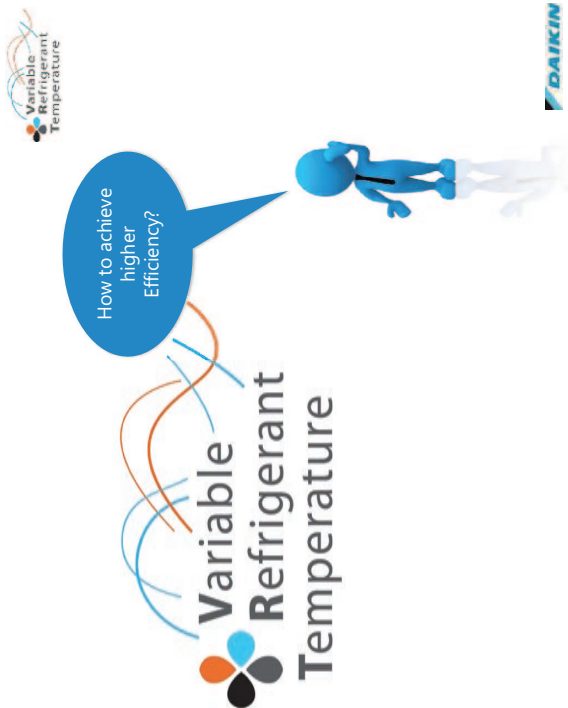 Variable
Refrigerant
Temperature
How to achieve
higher
Efficiency?
Variable
Refrigerant
Temperature
DAIKIN